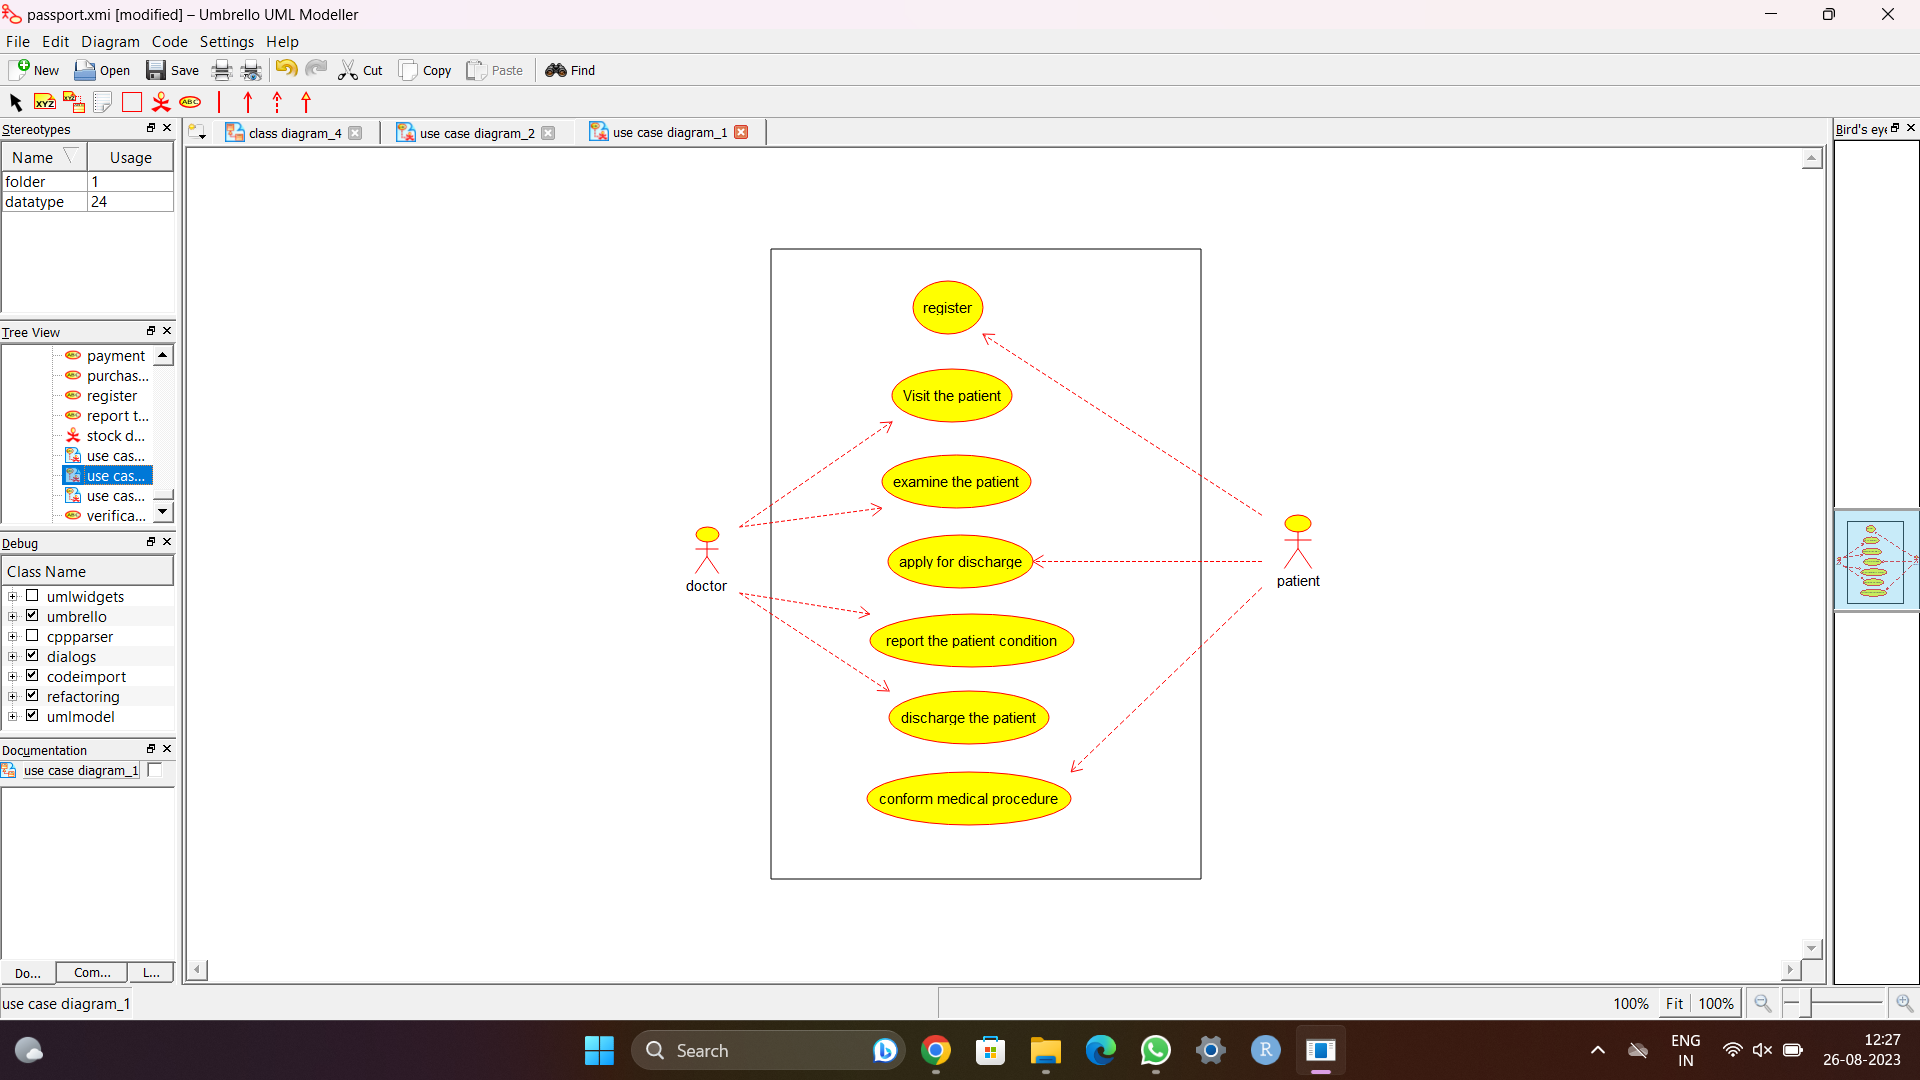 passport.xmi [modified] – Umbrello UML Modeller
File Edit Diagram Code Settings Help
New Open Save Cut Copy Paste Find
XYZ XYZ ABC
Stereotypes
Name Usage
folder 1
datatype 24
Tree View
payment
purchas...
register
report t...
stock d...
use cas...
use cas...
use cas...
verifica...
Debug
Class Name
umlwidgets
umbrello
cppparser
dialogs
codeimport
refactoring
umlmodel
Documentation
use case diagram_1
Do... Com... L...
class diagram_4 use case diagram_2 use case diagram_1
register
Visit the patient
examine the patient
apply for discharge
report the patient condition
discharge the patient
conform medical procedure
doctor
patient
Bird's eye
use case diagram_1
100% Fit 100%
Search
R
ENG
IN
12:27
26-08-2023